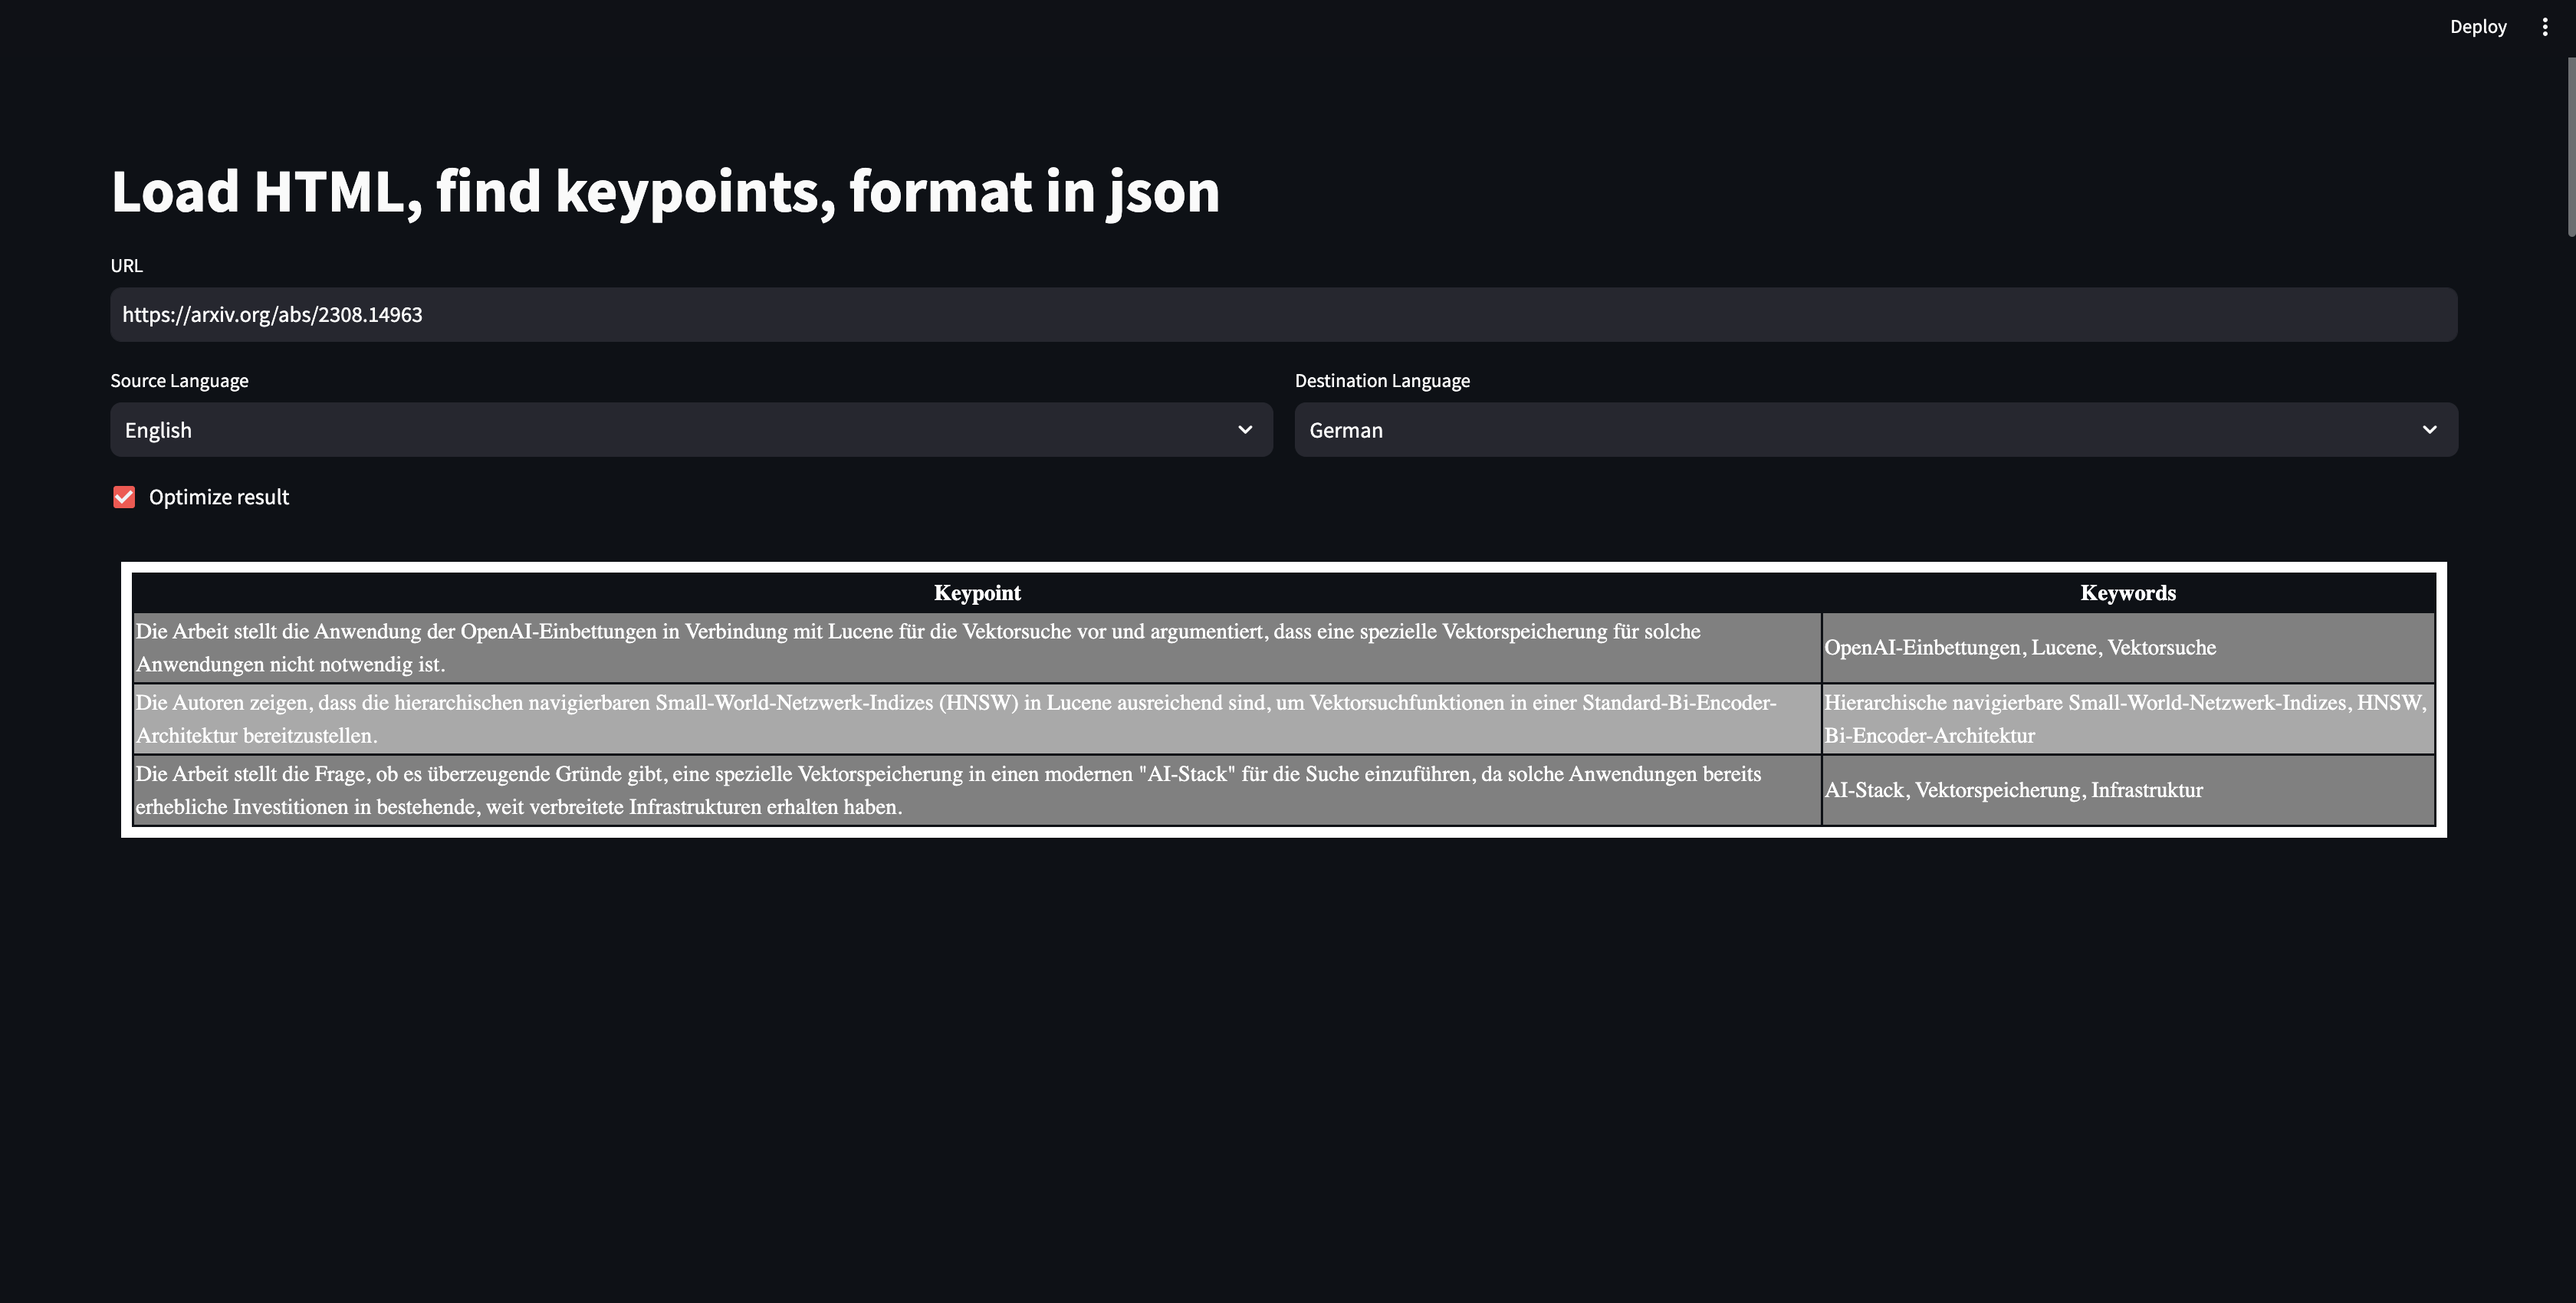 Deploy
Load HTML, find keypoints, format in json
URL
https://arxiv.org/abs/2308.14963
Source Language
Destination Language
English
German
Optimize result
Keypoint
Keywords
Die Arbeit stellt die Anwendung der OpenAI-Einbettungen in Verbindung mit Lucene für die Vektorsuche vor und argumentiert, dass eine spezielle Vektorspeicherung für solche
Anwendungen nicht notwendig ist.
OpenAI-Einbettungen, Lucene, Vektorsuche
Die Autoren zeigen, dass die hierarchischen navigierbaren Small-World-Netzwerk-Indizes (HNSW) in Lucene ausreichend sind, um Vektorsuchfunktionen in einer Standard-Bi-Encoder-
Architektur bereitzustellen.
Hierarchische navigierbare Small-World-Netzwerk-Indizes, HNSW,
Bi-Encoder-Architektur
Die Arbeit stellt die Frage, ob es überzeugende Gründe gibt, eine spezielle Vektorspeicherung in einen modernen "AI-Stack" für die Suche einzuführen, da solche Anwendungen bereits
erhebliche Investitionen in bestehende, weit verbreitete Infrastrukturen erhalten haben.
AI-Stack, Vektorspeicherung, Infrastruktur